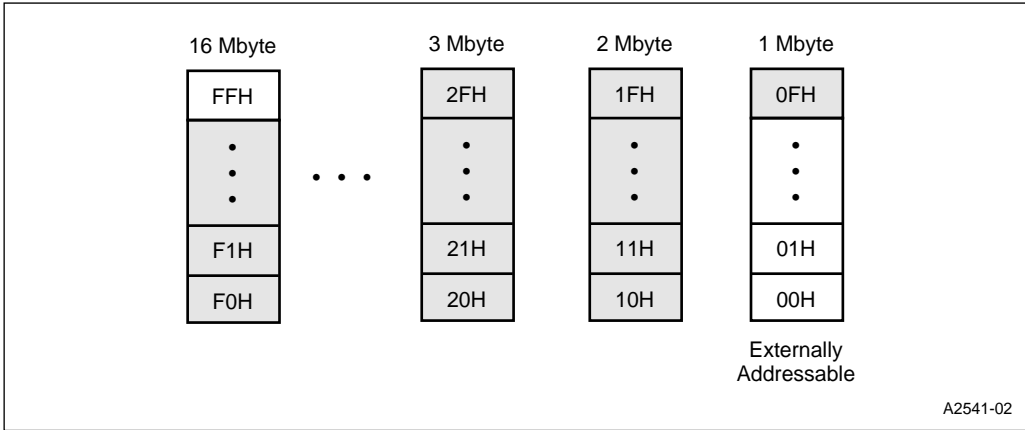 16 Mbyte 3 Mbyte 2 Mbyte 1 Mbyte
FFH 2FH 1FH 0FH
F1H 21H 11H 01H
F0H 20H 10H 00H
Externally
Addressable
A2541-02